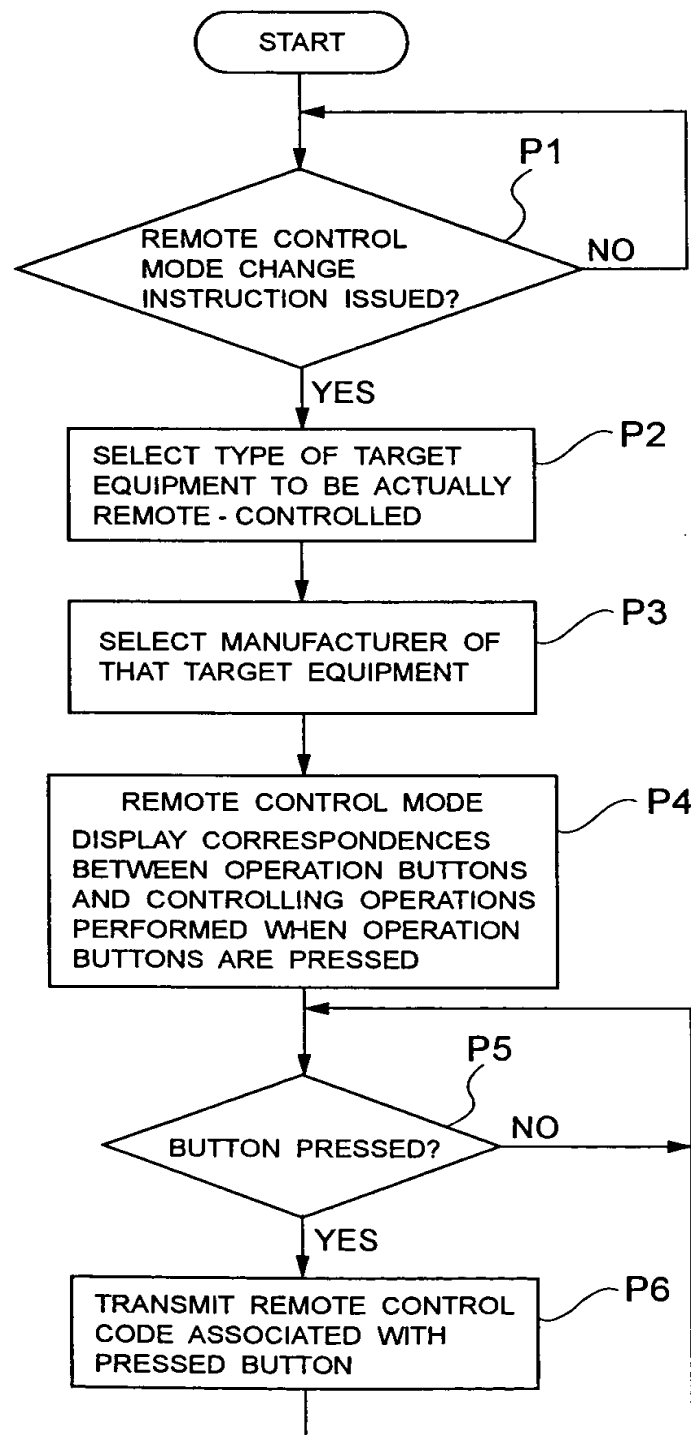 START
P1
REMOTE CONTROL
MODE CHANGE
INSTRUCTION ISSUED?
NO
YES
P2
SELECT TYPE OF TARGET
EQUIPMENT TO BE ACTUALLY
REMOTE - CONTROLLED
P3
SELECT MANUFACTURER OF
THAT TARGET EQUIPMENT
P4
REMOTE CONTROL MODE
DISPLAY CORRESPONDENCES
BETWEEN OPERATION BUTTONS
AND CONTROLLING OPERATIONS
PERFORMED WHEN OPERATION
BUTTONS ARE PRESSED
P5
BUTTON PRESSED?
NO
YES
P6
TRANSMIT REMOTE CONTROL
CODE ASSOCIATED WITH
PRESSED BUTTON